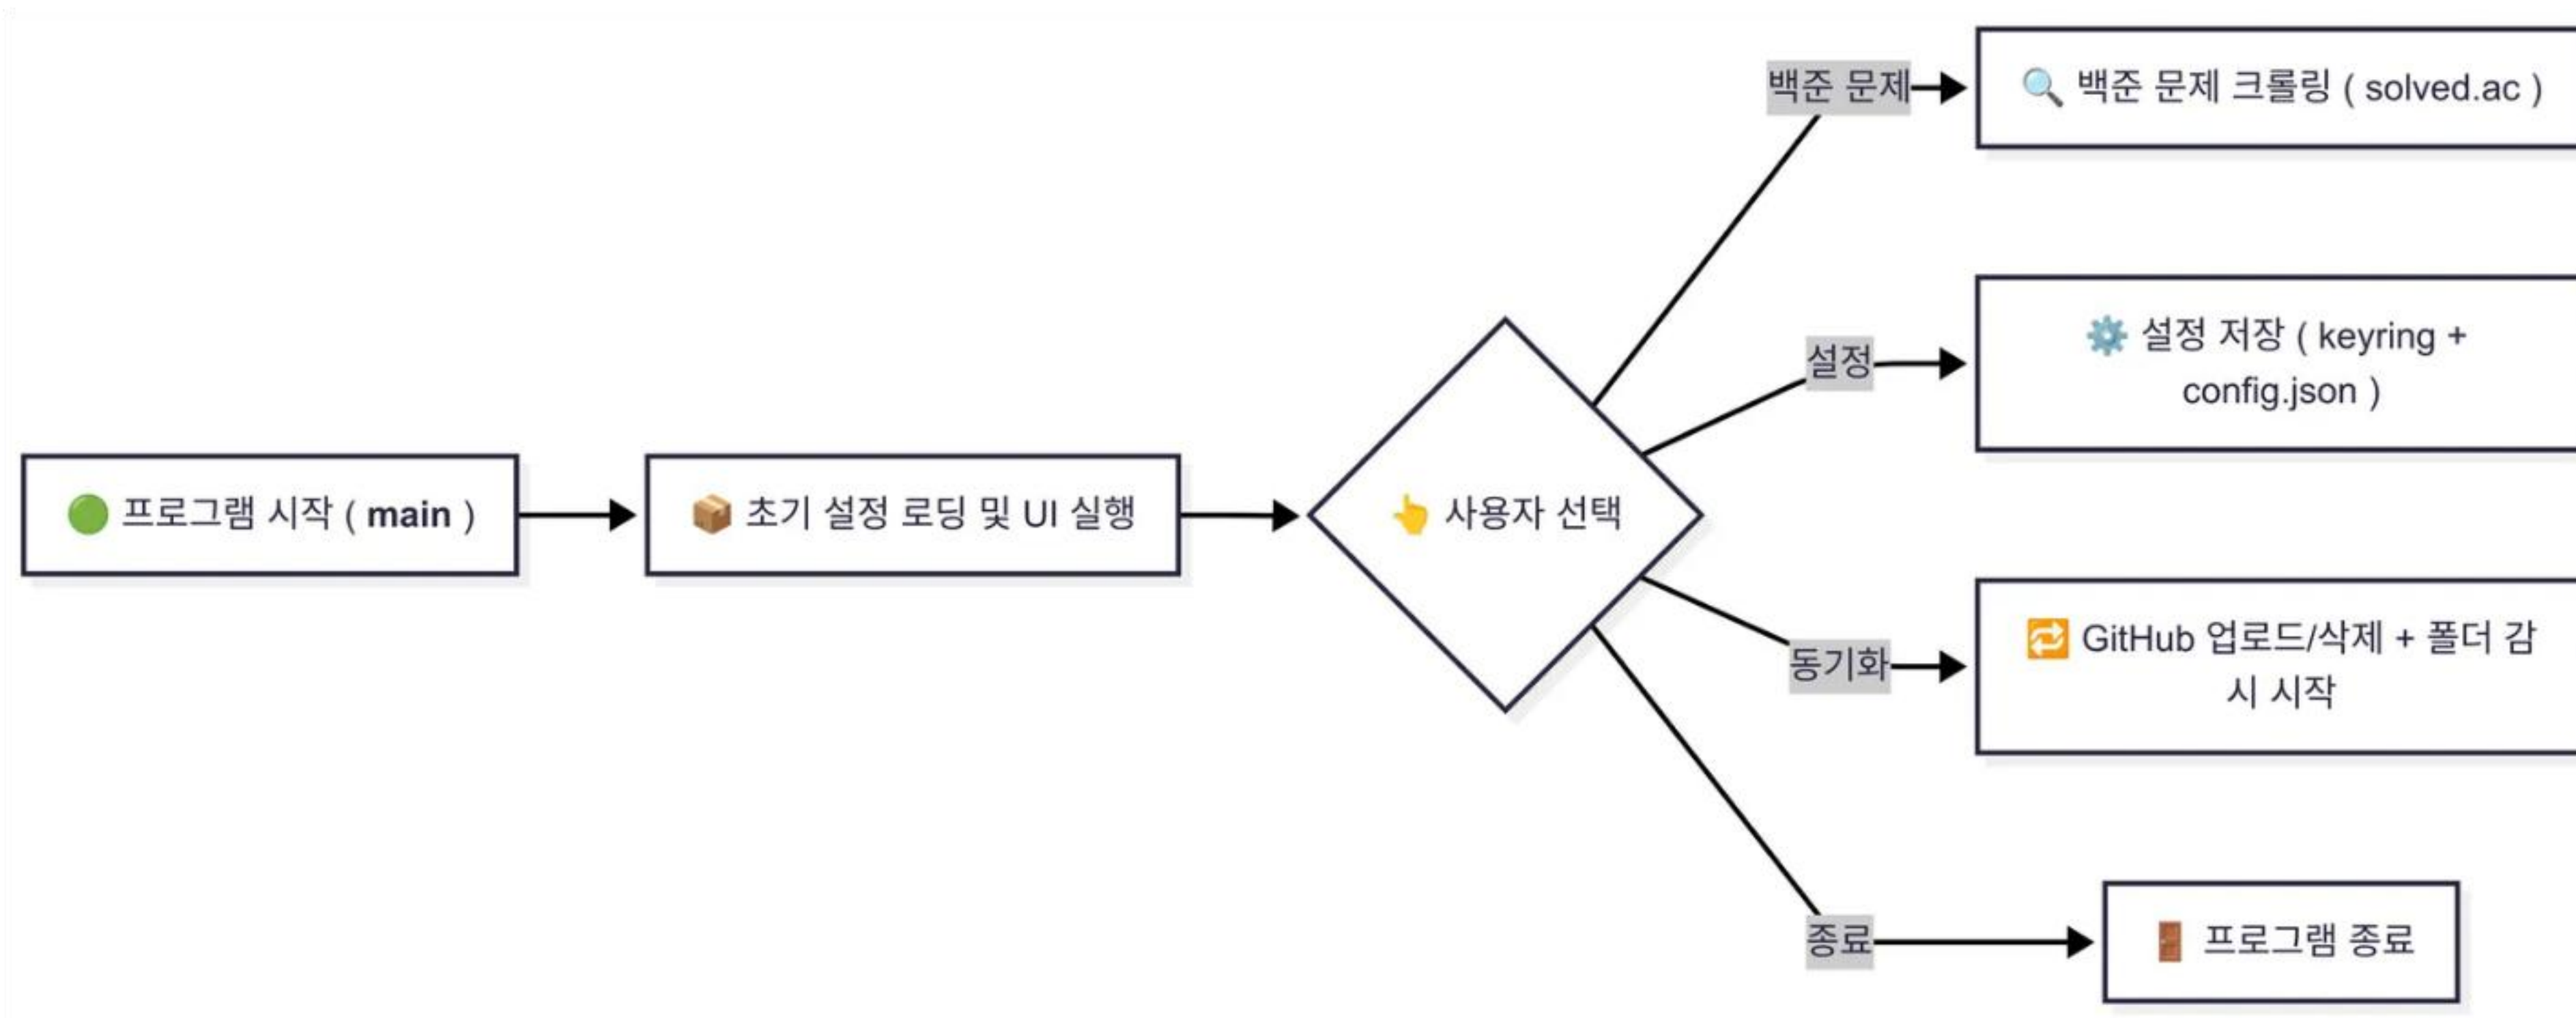 🟢 프로그램 시작 ( main )
📦 초기 설정 로딩 및 UI 실행
👆 사용자 선택
백준 문제
🔍 백준 문제 크롤링 ( solved.ac )
설정
⚙️ 설정 저장 ( keyring +
config.json )
동기화
🔁 GitHub 업로드/삭제 + 폴더 감
시 시작
종료
🚪 프로그램 종료